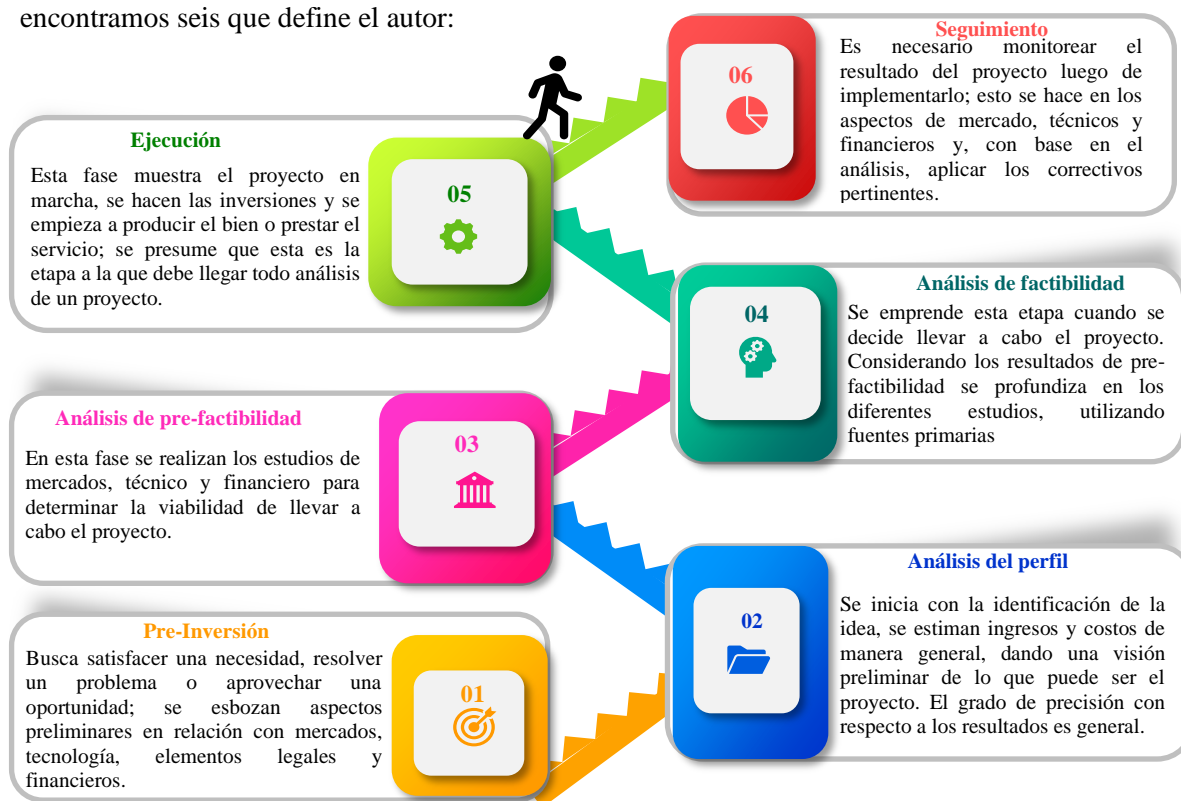 encontramos seis que define el autor:
Seguimiento
06
Es necesario monitorear el
resultado del proyecto luego de
implementarlo; esto se hace en los
aspectos de mercado, técnicos y
financieros y, con base en el
análisis, aplicar los correctivos
pertinentes.
Ejecución
05
Esta fase muestra el proyecto en
marcha, se hacen las inversiones y se
empieza a producir el bien o prestar el
servicio; se presume que esta es la
etapa a la que debe llegar todo análisis
de un proyecto.
Análisis de factibilidad
04
Se emprende esta etapa cuando se
decide llevar a cabo el proyecto.
Considerando los resultados de pre-
factibilidad se profundiza en los
diferentes estudios, utilizando
fuentes primarias
Análisis de pre-factibilidad
03
En esta fase se realizan los estudios de
mercados, técnico y financiero para
determinar la viabilidad de llevar a
cabo el proyecto.
Análisis del perfil
02
Se inicia con la identificación de la
idea, se estiman ingresos y costos de
manera general, dando una visión
preliminar de lo que puede ser el
proyecto. El grado de precisión con
respecto a los resultados es general.
Pre-Inversión
01
Busca satisfacer una necesidad, resolver
un problema o aprovechar una
oportunidad; se esbozan aspectos
preliminares en relación con mercados,
tecnología, elementos legales y
financieros.